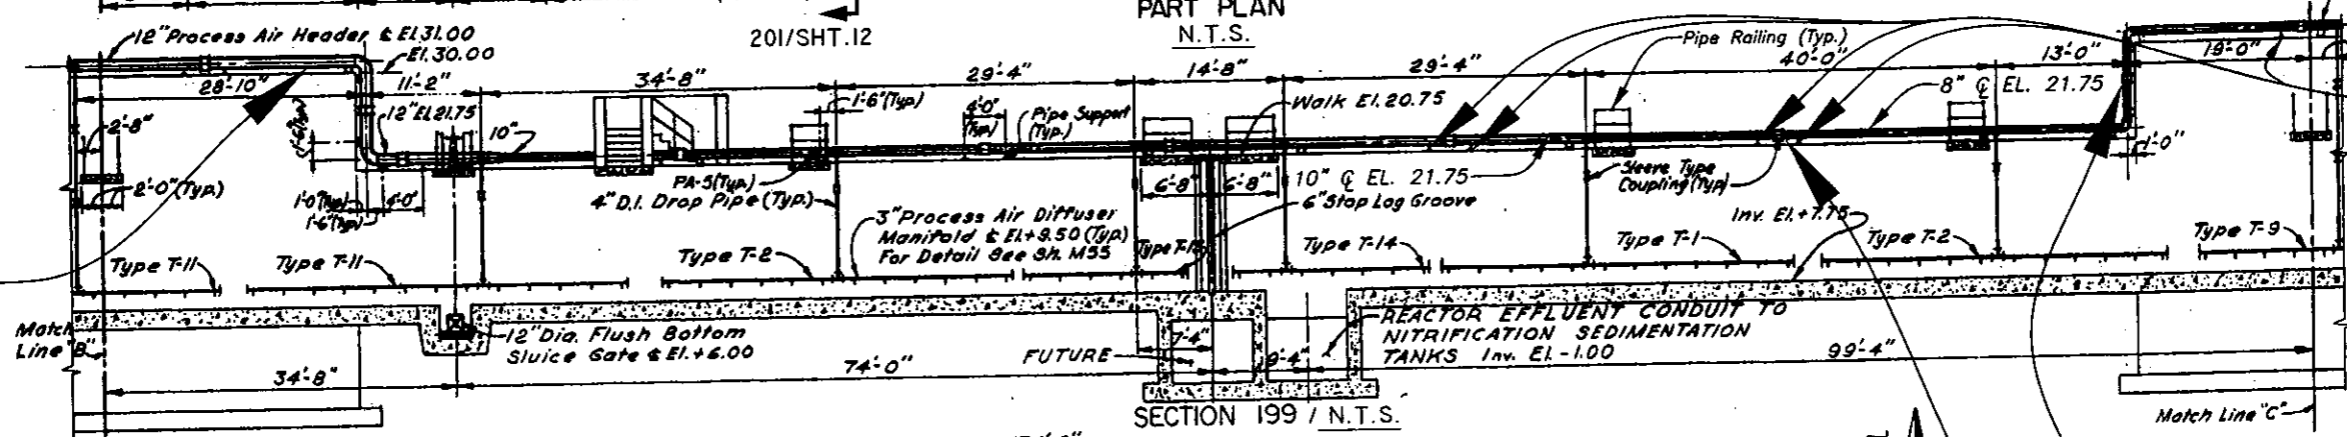 PART PLAN
N.T.S.
201/SHT.12
12"Process Air Header ℄ El.31.00
El.30.00
28'-10"
11'-2"
34'-8"
29'-4"
14'-8"
29'-4"
Pipe Railing (Typ.)
40'-0"
13'-0"
19'-0"
2'-8"
1'-6"(Typ.)
12" El.21.75
10"
1'-6"(Typ.)
4'-0"
(Typ.)
Pipe Support
(Typ.)
Walk El.20.75
8" ℄ EL. 21.75
2'-0"(Typ.)
1'-0"(Typ.)
4'-0"
1'-6"(Typ.)
PA-5(Typ.)
4" D.I. Drop Pipe (Typ.)
6'-8"
6'-8"
10" ℄ EL. 21.75
6"Stop Log Groove
Sleeve Type
Coupling (Typ.)
1'-0"
3"Process Air Diffuser
Manifold ℄ El.+9.50 (Typ.)
For Detail See Sh. M55
Inv. El.+7.75
Type T-11
Type T-11
Type T-2
Type T-14
Type T-1
Type T-2
Type T-9
Match
Line "B"
12"Dia. Flush Bottom
Sluice Gate ℄ El.+6.00
REACTOR EFFLUENT CONDUIT TO
NITRIFICATION SEDIMENTATION
TANKS Inv. El.-1.00
FUTURE
7'-4"
9'-4"
34'-8"
74'-0"
99'-4"
SECTION 199 / N.T.S.
Match Line "C"